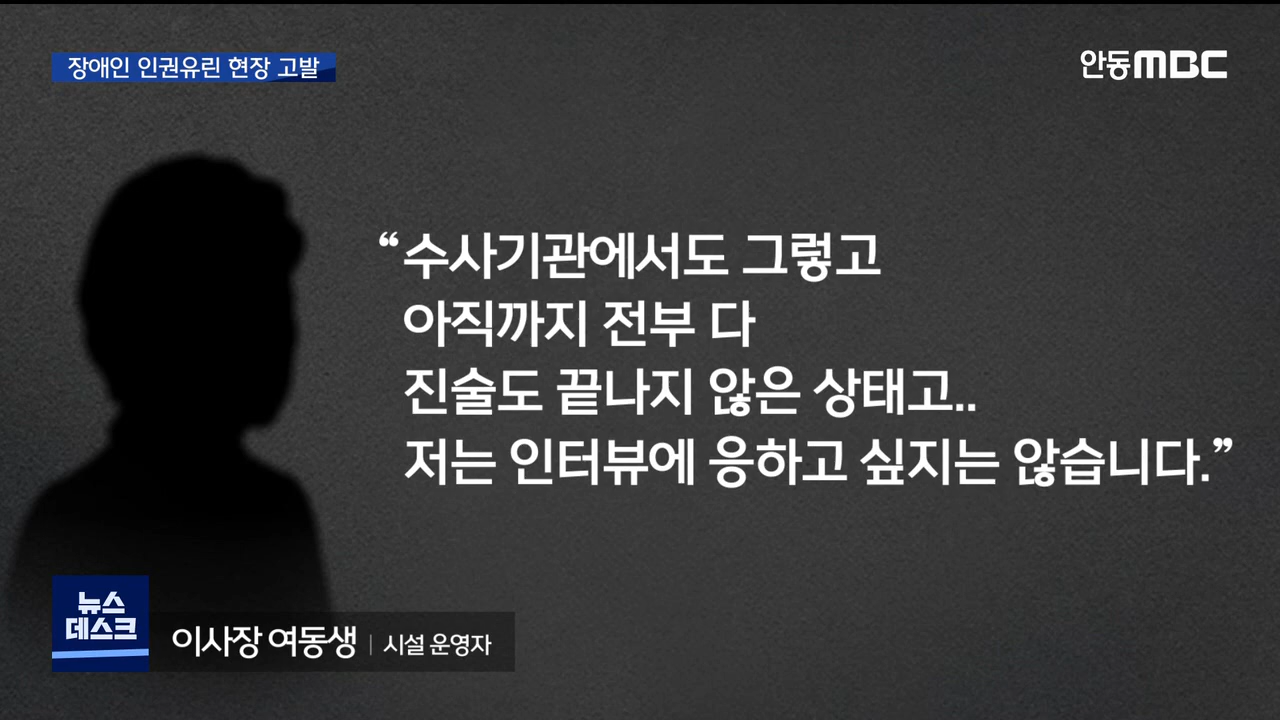 장애인 인권유린 현장 고발
안동MBC
“수사기관에서도 그렇고
아직까지 전부 다
진술도 끝나지 않은 상태고..
저는 인터뷰에 응하고 싶지는 않습니다.”
뉴스
데스크
이사장 여동생 | 시설 운영자